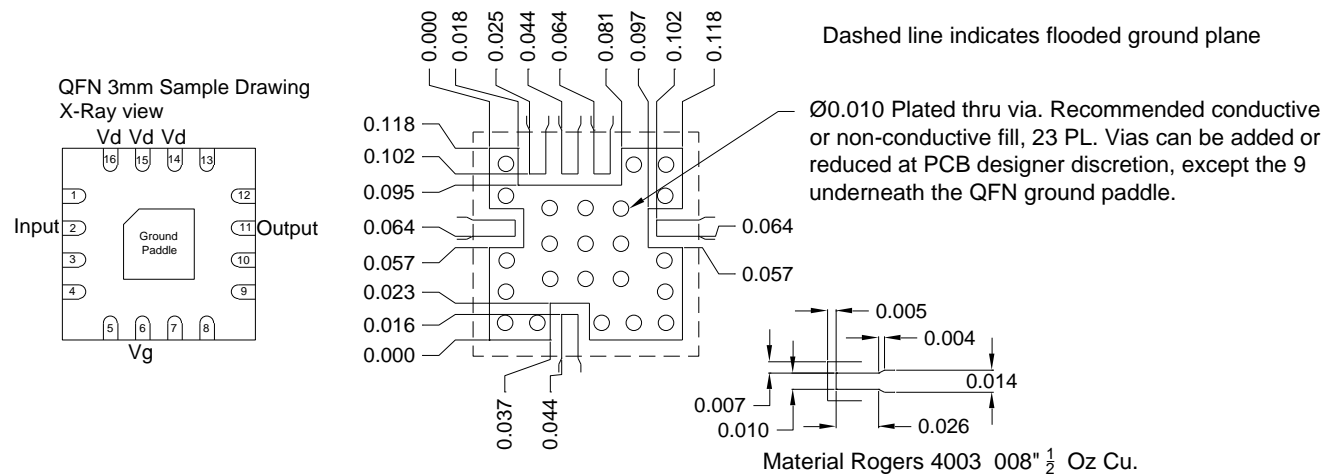 QFN 3mm Sample Drawing
X-Ray view
Vd Vd Vd
16 15 14 13
1
2
3
4
12
11
10
9
Input
Output
Ground
Paddle
5 6 7 8
Vg
0.000
0.018
0.025
0.044
0.064
0.081
0.097
0.102
0.118
0.118
0.102
0.095
0.064
0.057
0.023
0.016
0.000
0.037
0.044
0.064
0.057
Dashed line indicates flooded ground plane
Ø0.010 Plated thru via. Recommended conductive
or non-conductive fill, 23 PL. Vias can be added or
reduced at PCB designer discretion, except the 9
underneath the QFN ground paddle.
0.005
0.004
0.014
0.007
0.010
0.026
Material Rogers 4003 008" ½ Oz Cu.